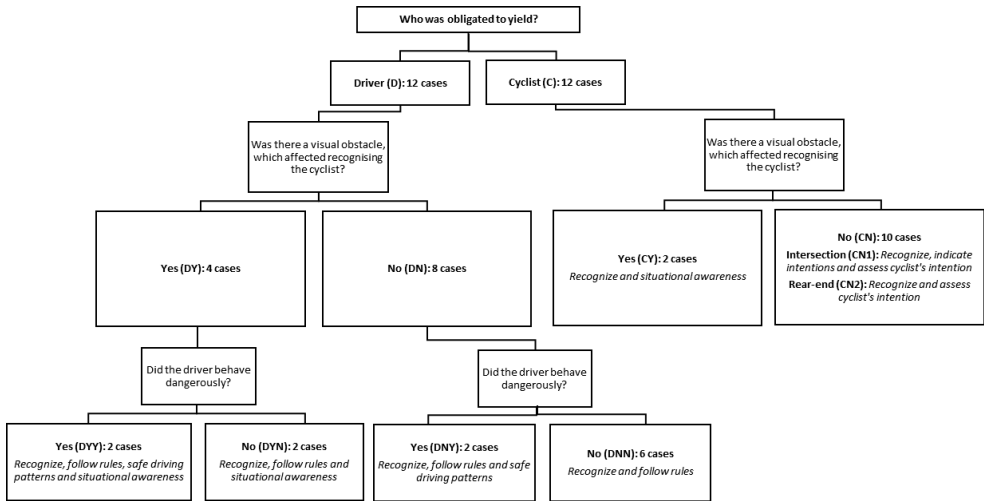 Who was obligated to yield?
Driver (D): 12 cases
Cyclist (C): 12 cases
Was there a visual obstacle,
which affected recognising
the cyclist?
Was there a visual obstacle,
which affected recognising
the cyclist?
Yes (DY): 4 cases
No (DN): 8 cases
Yes (CY): 2 cases
Recognize and situational awareness
No (CN): 10 cases
Intersection (CN1): Recognize, indicate
intentions and assess cyclist's intention
Rear-end (CN2): Recognize and assess
cyclist's intention
Did the driver behave
dangerously?
Did the driver behave
dangerously?
Yes (DYY): 2 cases
Recognize, follow rules, safe driving
patterns and situational awareness
No (DYN): 2 cases
Recognize, follow rules and
situational awareness
Yes (DNY): 2 cases
Recognize, follow rules and safe
driving patterns
No (DNN): 6 cases
Recognize and follow rules